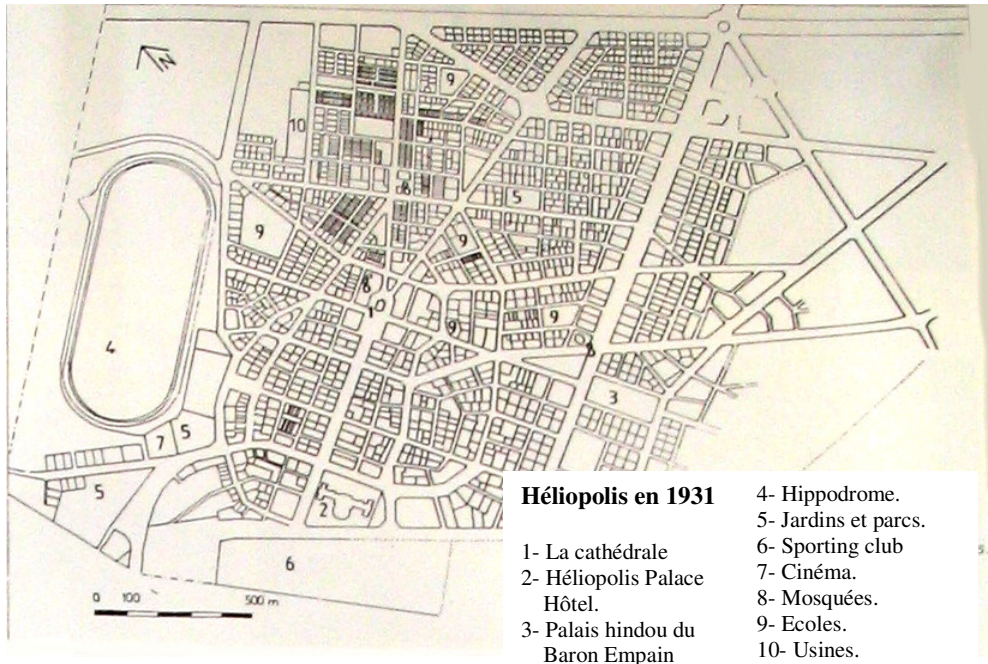 N
9
10
8
5
9
9
8
1
9
9
8
4
3
7 5
5
2
6
0 100 500 m
Héliopolis en 1931
1- La cathédrale
2- Héliopolis Palace
Hôtel.
3- Palais hindou du
Baron Empain
4- Hippodrome.
5- Jardins et parcs.
6- Sporting club
7- Cinéma.
8- Mosquées.
9- Ecoles.
10- Usines.